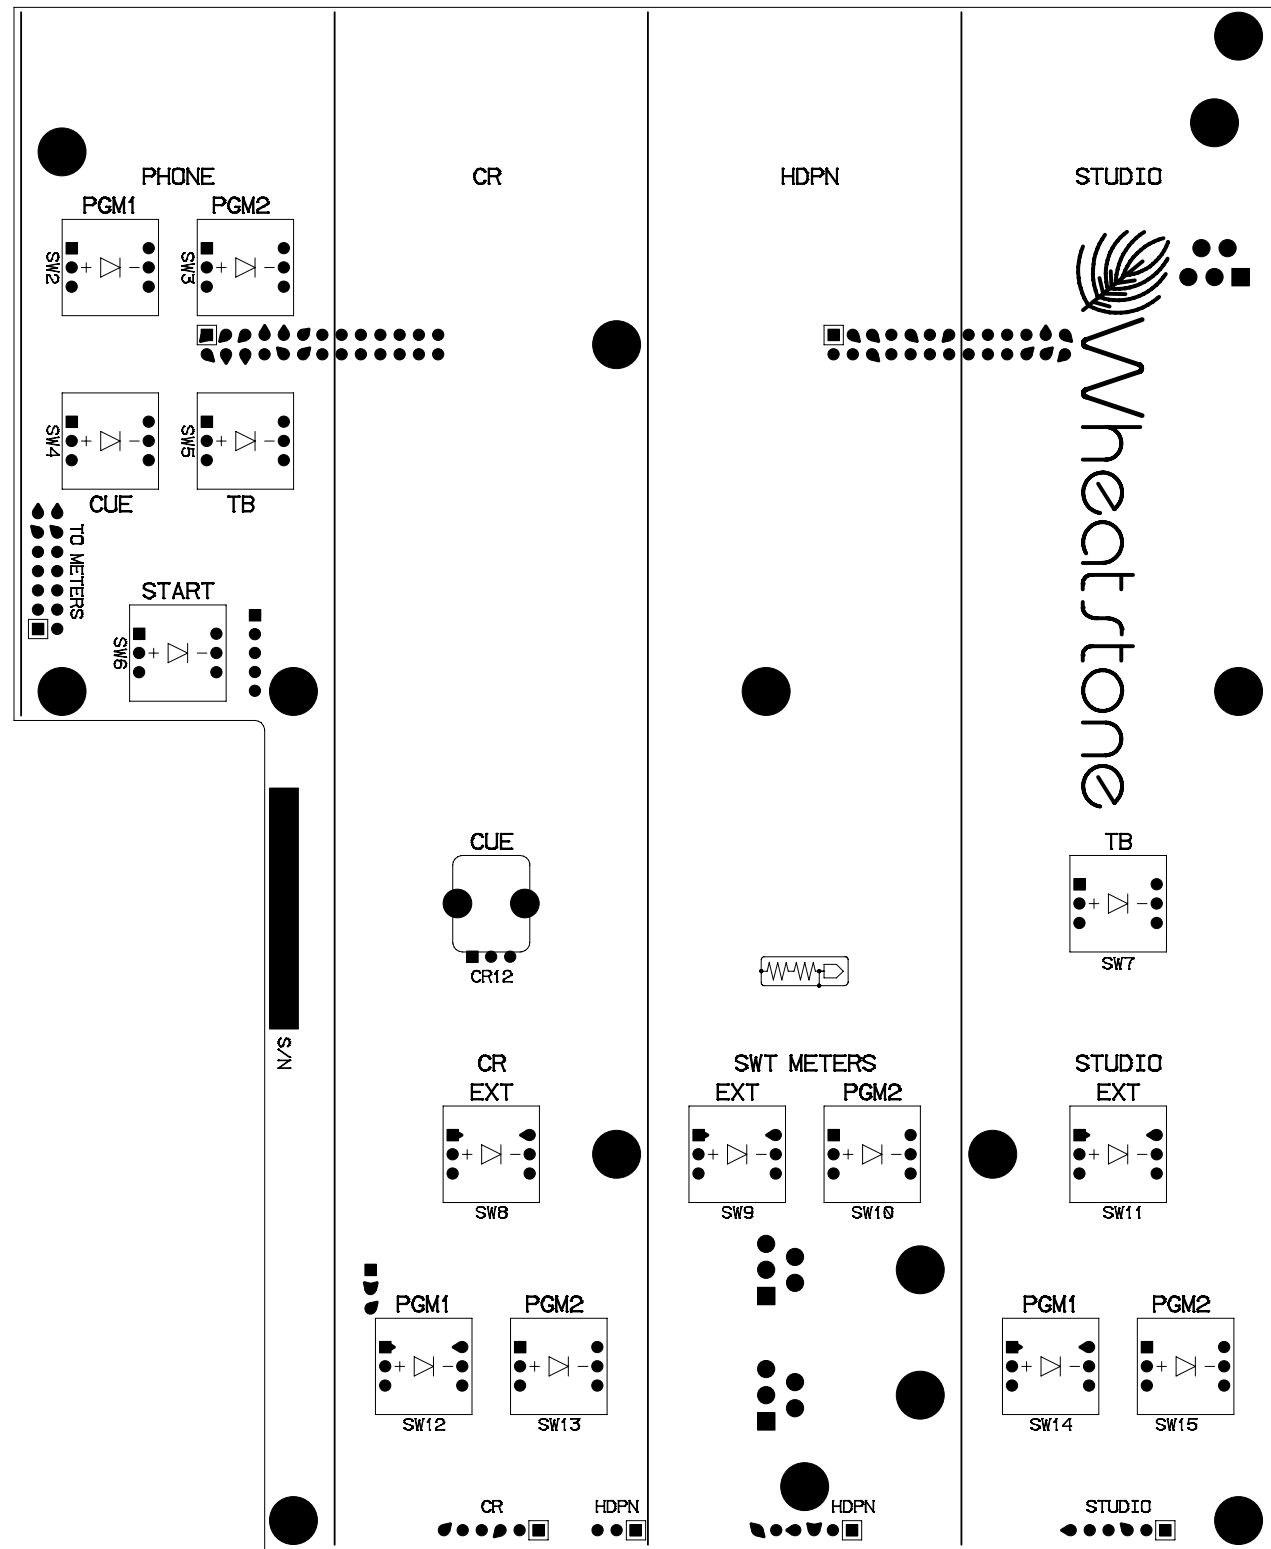 PHONE
CR
HDPN
STUDIO
PGM1
PGM2
SW2
SW3
Wheatstone
SW4
SW5
CUE
TB
TO METERS
START
SW6
CUE
TB
CR12
SW7
S/N
CR
SWT METERS
STUDIO
EXT
EXT
PGM2
EXT
SW8
SW9
SW10
SW11
PGM1
PGM2
PGM1
PGM2
SW12
SW13
SW14
SW15
CR
HDPN
HDPN
STUDIO